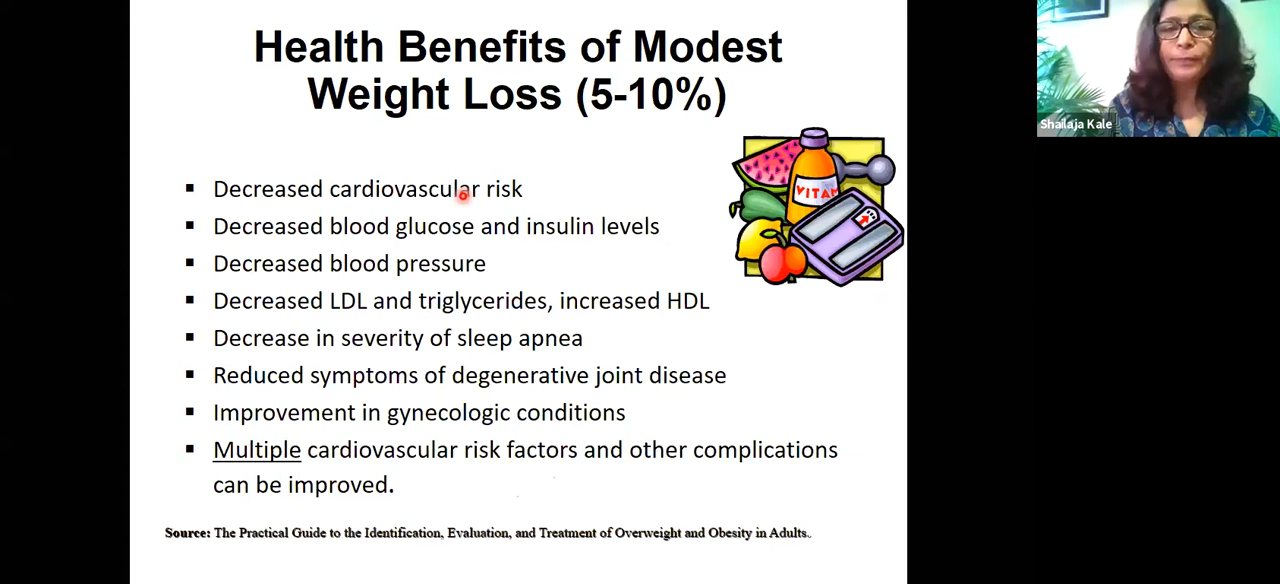 Health Benefits of Modest
Weight Loss (5-10%)
Shailaja Kale
VITA
▪ Decreased cardiovascular risk
▪ Decreased blood glucose and insulin levels
▪ Decreased blood pressure
▪ Decreased LDL and triglycerides, increased HDL
▪ Decrease in severity of sleep apnea
▪ Reduced symptoms of degenerative joint disease
▪ Improvement in gynecologic conditions
▪ Multiple cardiovascular risk factors and other complications
can be improved.
Source: The Practical Guide to the Identification, Evaluation, and Treatment of Overweight and Obesity in Adults.